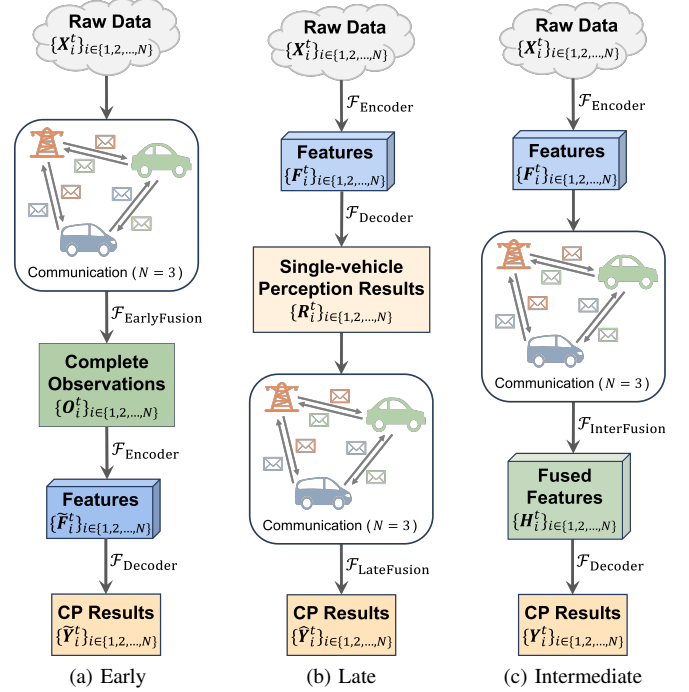 Raw Data
{X_i^t}_{i∈{1,2,...,N}}
Communication (N = 3)
ℱ_EarlyFusion
Complete
Observations
{O_i^t}_{i∈{1,2,...,N}}
ℱ_Encoder
Features
{F̃_i^t}_{i∈{1,2,...,N}}
ℱ_Decoder
CP Results
{Ỹ_i^t}_{i∈{1,2,...,N}}
(a) Early
Raw Data
{X_i^t}_{i∈{1,2,...,N}}
ℱ_Encoder
Features
{F_i^t}_{i∈{1,2,...,N}}
ℱ_Decoder
Single-vehicle
Perception Results
{R_i^t}_{i∈{1,2,...,N}}
Communication (N = 3)
ℱ_LateFusion
CP Results
{Ŷ_i^t}_{i∈{1,2,...,N}}
(b) Late
Raw Data
{X_i^t}_{i∈{1,2,...,N}}
ℱ_Encoder
Features
{F_i^t}_{i∈{1,2,...,N}}
Communication (N = 3)
ℱ_InterFusion
Fused
Features
{H_i^t}_{i∈{1,2,...,N}}
ℱ_Decoder
CP Results
{Y_i^t}_{i∈{1,2,...,N}}
(c) Intermediate